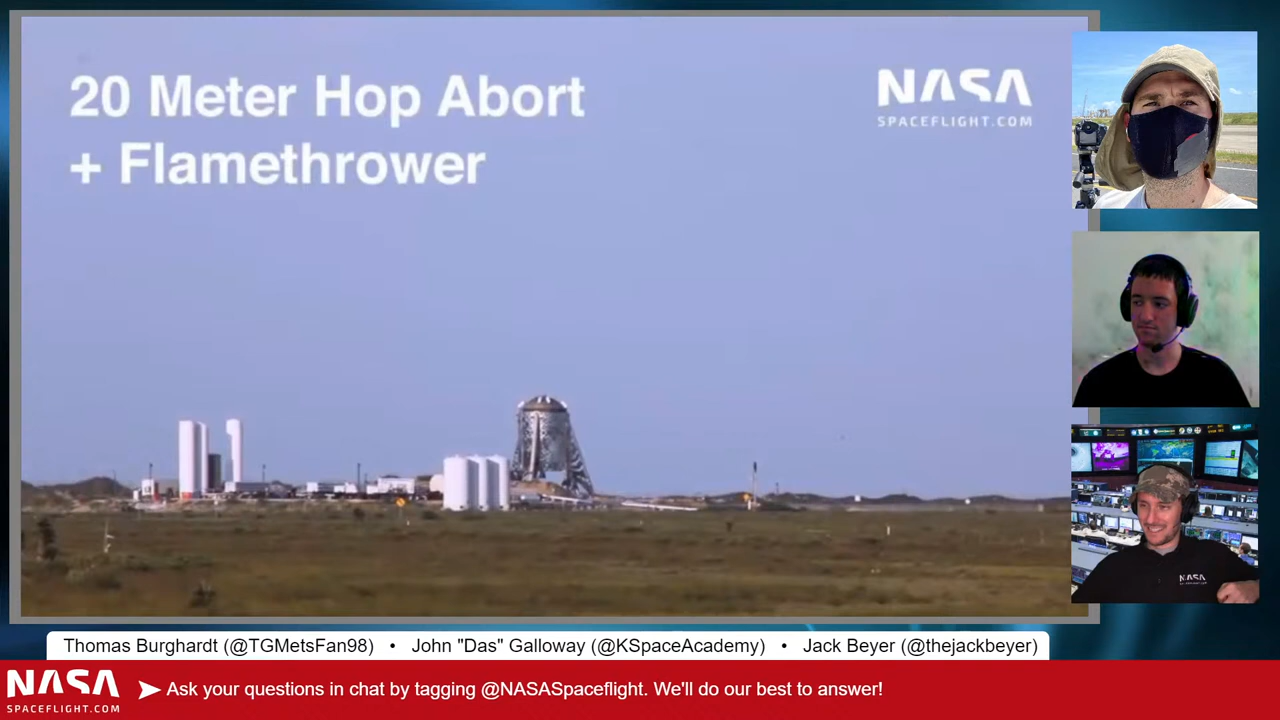 20 Meter Hop Abort
+ Flamethrower
NASA
SPACEFLIGHT.COM
NASA
Thomas Burghardt (@TGMetsFan98) • John "Das" Galloway (@KSpaceAcademy) • Jack Beyer (@thejackbeyer)
NASA
SPACEFLIGHT.COM
Ask your questions in chat by tagging @NASASpaceflight. We'll do our best to answer!